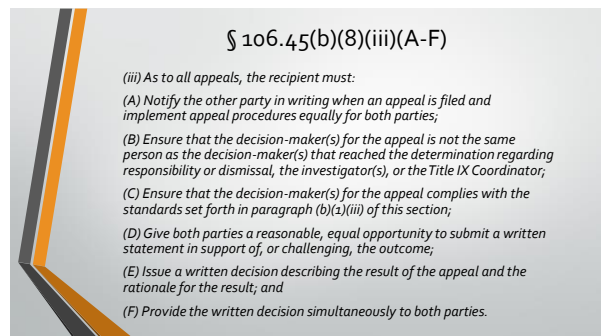 § 106.45(b)(8)(iii)(A-F)
(iii) As to all appeals, the recipient must:
(A) Notify the other party in writing when an appeal is filed and
implement appeal procedures equally for both parties;
(B) Ensure that the decision-maker(s) for the appeal is not the same
person as the decision-maker(s) that reached the determination regarding
responsibility or dismissal, the investigator(s), or the Title IX Coordinator;
(C) Ensure that the decision-maker(s) for the appeal complies with the
standards set forth in paragraph (b)(1)(iii) of this section;
(D) Give both parties a reasonable, equal opportunity to submit a written
statement in support of, or challenging, the outcome;
(E) Issue a written decision describing the result of the appeal and the
rationale for the result; and
(F) Provide the written decision simultaneously to both parties.